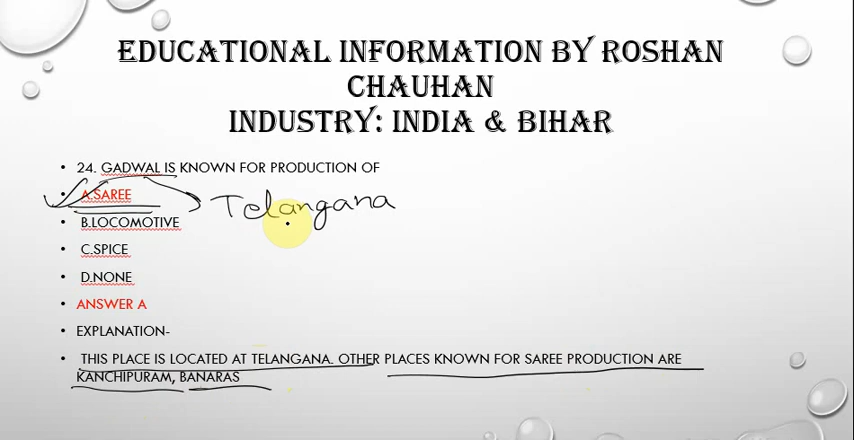 EDUCATIONAL INFORMATION BY ROSHAN
CHAUHAN
INDUSTRY: INDIA & BIHAR
• 24. GADWAL IS KNOWN FOR PRODUCTION OF
• A.SAREE
Telangana
• B.LOCOMOTIVE
• C.SPICE
• D.NONE
• ANSWER A
• EXPLANATION-
• THIS PLACE IS LOCATED AT TELANGANA. OTHER PLACES KNOWN FOR SAREE PRODUCTION ARE
KANCHIPURAM, BANARAS